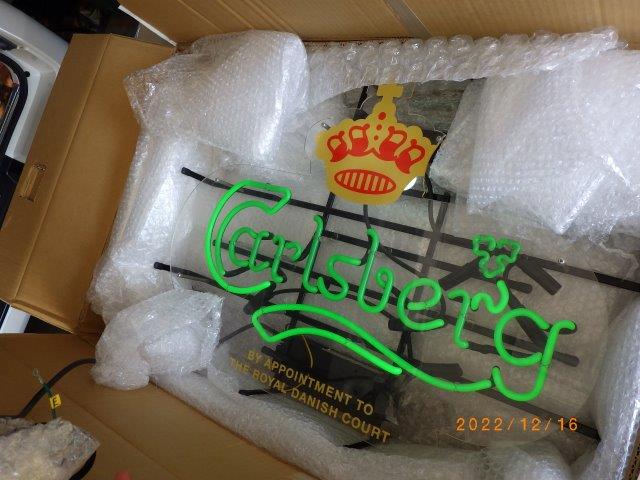 Carlsberg
BY APPOINTMENT TO
THE ROYAL DANISH COURT
2022/12/16